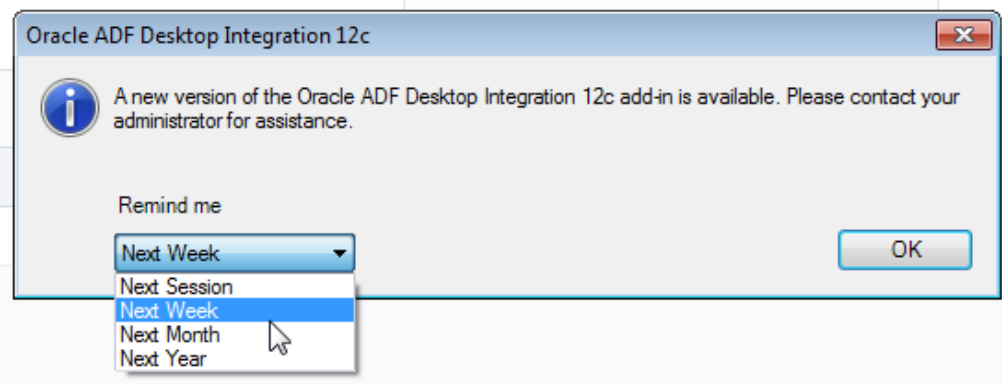 Oracle ADF Desktop Integration 12c
A new version of the Oracle ADF Desktop Integration 12c add-in is available. Please contact your
administrator for assistance.
Remind me
Next Week
OK
Next Session
Next Week
Next Month
Next Year